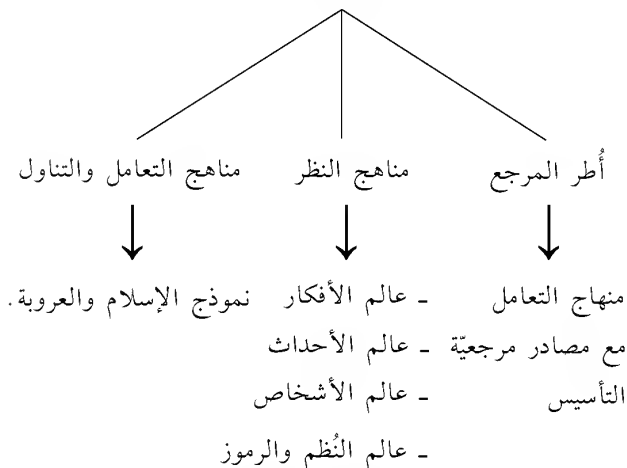 أُطر المرجع
مناهج النظر
مناهج التعامل والتناول
منهاج التعامل
مع مصادر مرجعيّة
التأسيس
ـ عالم الأفكار
ـ عالم الأحداث
ـ عالم الأشخاص
ـ عالم النُظم والرموز
نموذج الإسلام والعروبة.